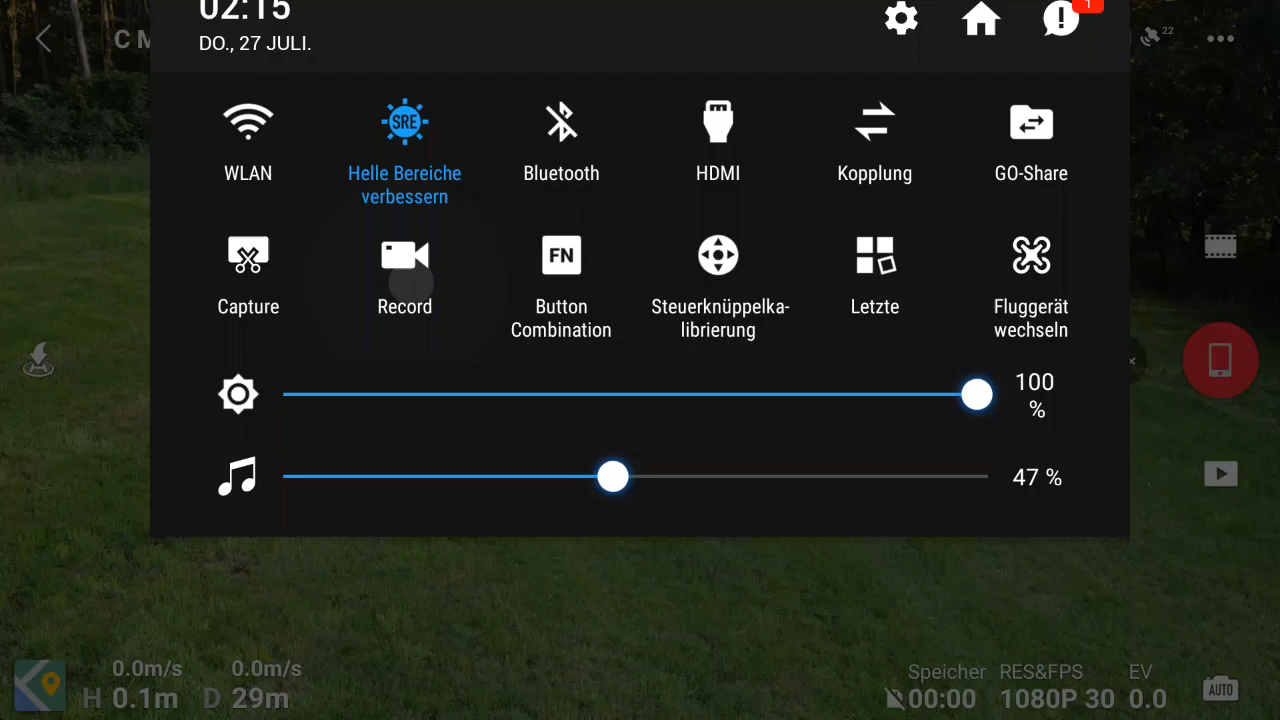 02:15
DO., 27 JULI.
1
C M
22
SRE
WLAN
Helle Bereiche
verbessern
Bluetooth
HDMI
Kopplung
GO-Share
FN
Capture
Record
Button
Combination
Steuerknüppelka-
librierung
Letzte
Fluggerät
wechseln
100
%
47 %
0.0m/s 0.0m/s
H 0.1m D 29m
Speicher RES&FPS EV
00:00 1080P 30 0.0
AUTO